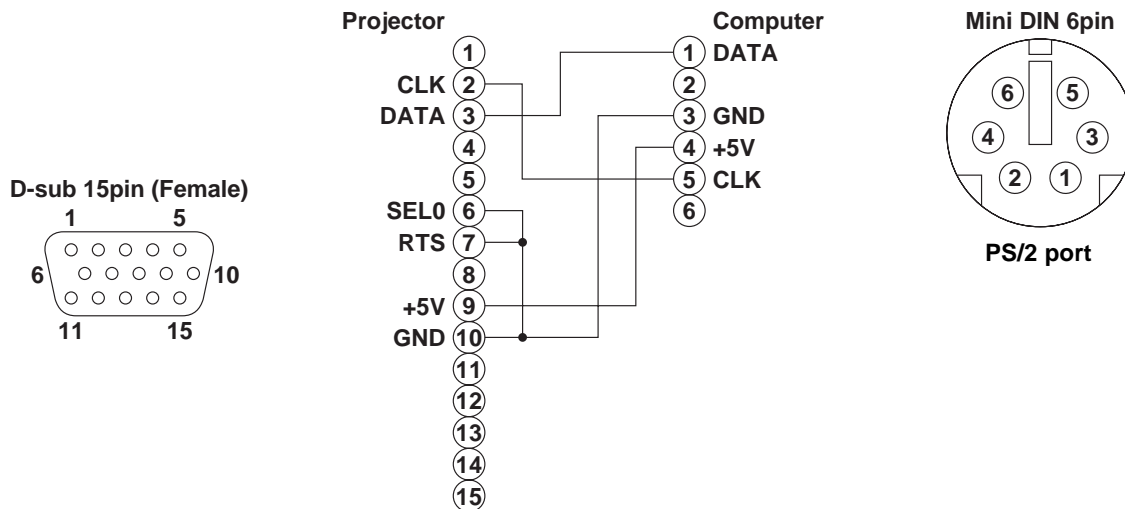 D-sub 15pin (Female)
1 5
6 10
11 15
Projector
1
CLK 2
DATA 3
4
5
SEL0 6
RTS 7
8
+5V 9
GND 10
11
12
13
14
15
Computer
1 DATA
2
3 GND
4 +5V
5 CLK
6
Mini DIN 6pin
6 5
4 3
2 1
PS/2 port